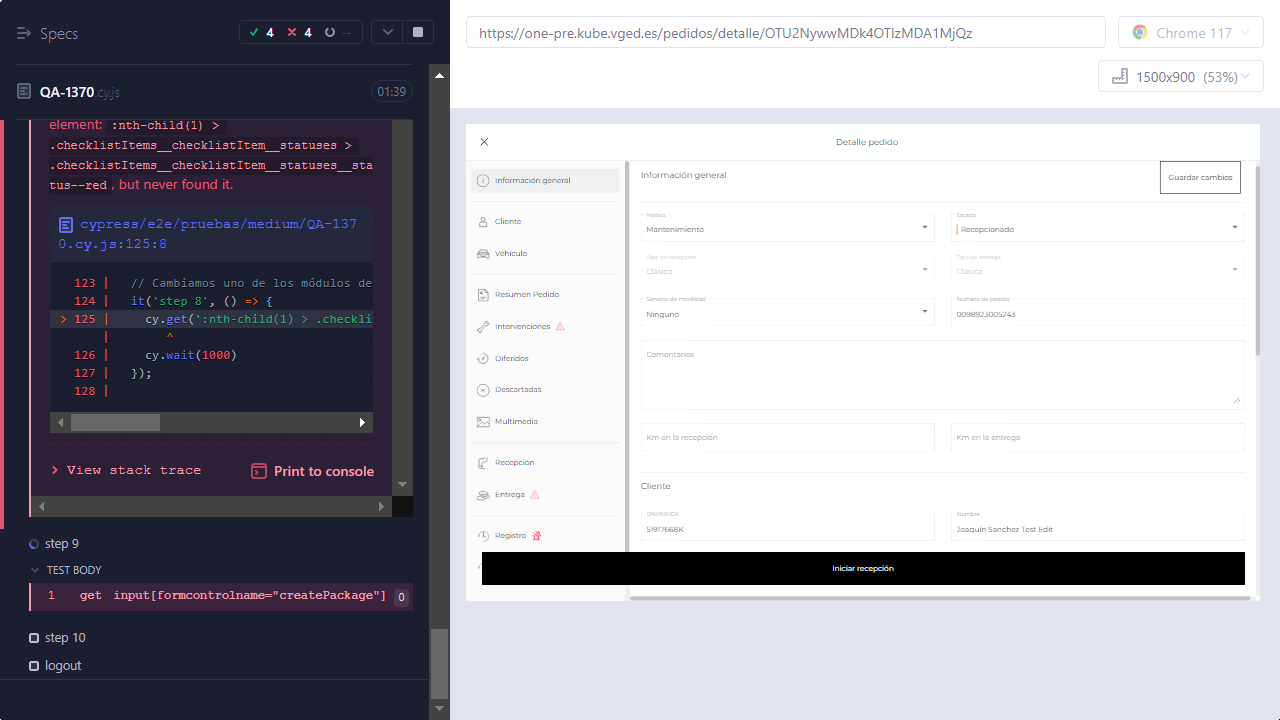 Specs
4
4
--
QA-1370.cy.js
01:39
element: :nth-child(1) >
.checklistItems__checklistItem__statuses >
.checklistItems__checklistItem__statuses__sta
tus--red, but never found it.
cypress/e2e/pruebas/medium/QA-137
0.cy.js:125:8
123 | // Cambiamos uno de los módulos de
124 | it('step 8', () => {
> 125 | cy.get(':nth-child(1) > .checkli
| ^
126 | cy.wait(1000)
127 | });
128 |
> View stack trace
Print to console
step 9
TEST BODY
1 get input[formcontrolname="createPackage"] 0
step 10
logout
https://one-pre.kube.vged.es/pedidos/detalle/OTU2NywwMDk4OTIzMDA1MjQz
Chrome 117
1500x900 (53%)
Detalle pedido
Información general
Cliente
Vehículo
Resumen Pedido
Intervenciones
Diferidos
Descartadas
Multimedia
Recepción
Entrega
Registro
Información general
Guardar cambios
Motivo
Mantenimiento
Estado
Recepcionado
Tipo de recepción
Clásica
Tipo de entrega
Clásica
Servicio de movilidad
Ninguno
Número de pedido
0098923005243
Comentarios
Km en la recepción
Km en la entrega
Cliente
DNI/NIF/CIF
51917668K
Nombre
Joaquín Sanchez Test Edit
Iniciar recepción